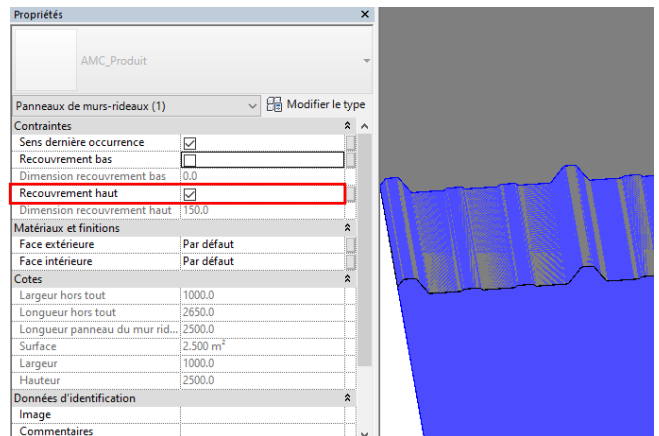 Propriétés
AMC_Produit
Panneaux de murs-rideaux (1)
Modifier le type
Contraintes
Sens dernière occurrence
Recouvrement bas
Dimension recouvrement bas 0.0
Recouvrement haut
Dimension recouvrement haut 150.0
Matériaux et finitions
Face extérieure Par défaut
Face intérieure Par défaut
Cotes
Largeur hors tout 1000.0
Longueur hors tout 2650.0
Longueur panneau du mur rid... 2500.0
Surface 2.500 m²
Largeur 1000.0
Hauteur 2500.0
Données d'identification
Image
Commentaires